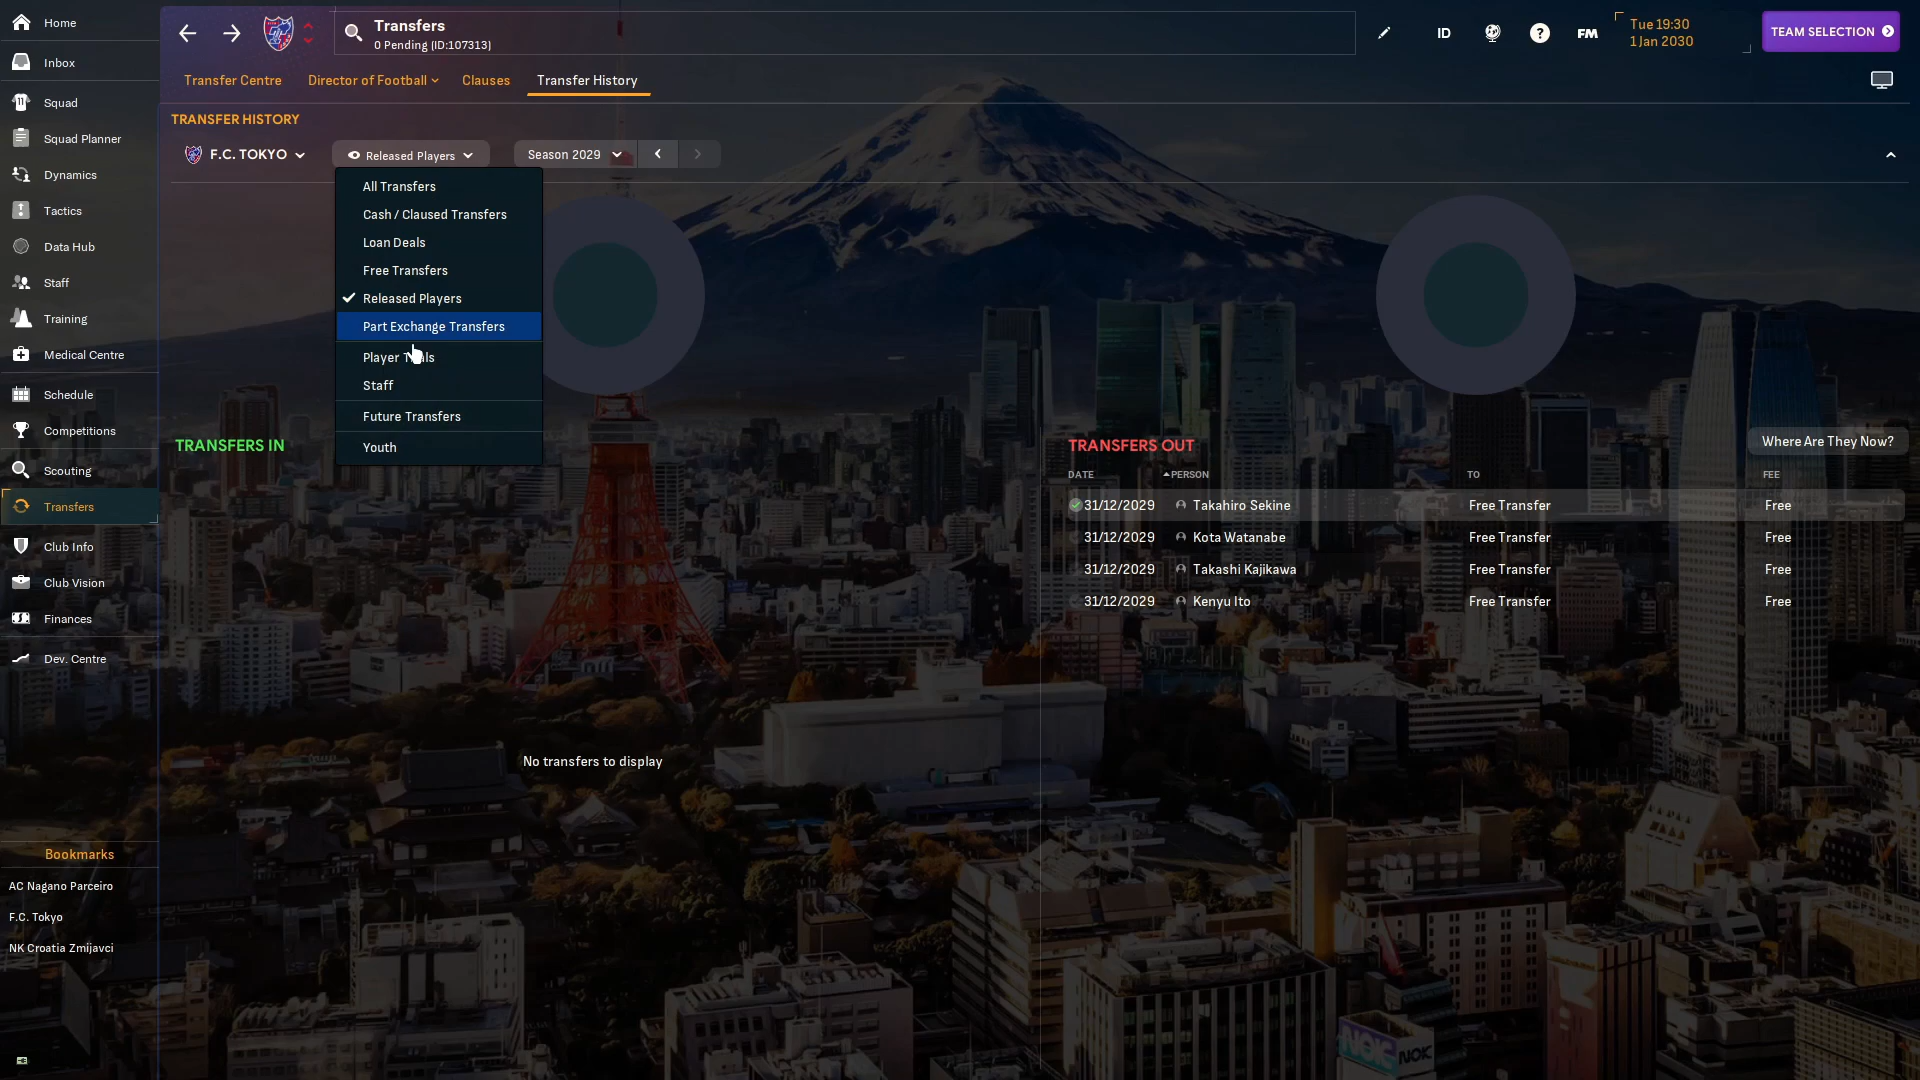 Home
Inbox
Squad
Squad Planner
Dynamics
Tactics
Data Hub
Staff
Training
Medical Centre
Schedule
Competitions
Scouting
Transfers
Club Info
Club Vision
Finances
Dev. Centre
Bookmarks
AC Nagano Parceiro
F.C. Tokyo
NK Croatia Zmijavci
Transfers
0 Pending (ID:107313)
ID
FM
Tue 19:30
1 Jan 2030
TEAM SELECTION
Transfer Centre
Director of Football
Clauses
Transfer History
TRANSFER HISTORY
F.C. TOKYO
Released Players
Season 2029
All Transfers
Cash / Claused Transfers
Loan Deals
Free Transfers
Released Players
Part Exchange Transfers
Player
Staff
Future Transfers
Youth
TRANSFERS IN
No transfers to display
TRANSFERS OUT
Where Are They Now?
DATE PERSON TO FEE
31/12/2029 Takahiro Sekine Free Transfer Free
31/12/2029 Kota Watanabe Free Transfer Free
31/12/2029 Takashi Kajikawa Free Transfer Free
31/12/2029 Kenyu Ito Free Transfer Free
NOK
NOK